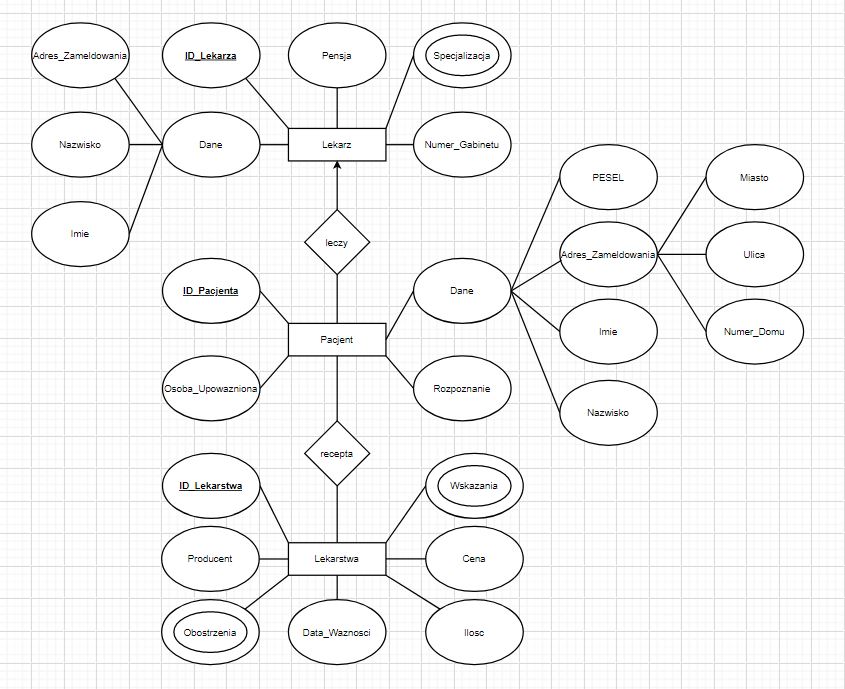 Adres_Zameldowania
ID_Lekarza
Pensja
Specjalizacja
Nazwisko
Dane
Lekarz
Numer_Gabinetu
PESEL
Miasto
Imie
leczy
Adres_Zameldowania
Ulica
ID_Pacjenta
Dane
Pacjent
Imie
Numer_Domu
Osoba_Upowazniona
Rozpoznanie
Nazwisko
recepta
ID_Lekarstwa
Wskazania
Producent
Lekarstwa
Cena
Obostrzenia
Data_Waznosci
Ilosc